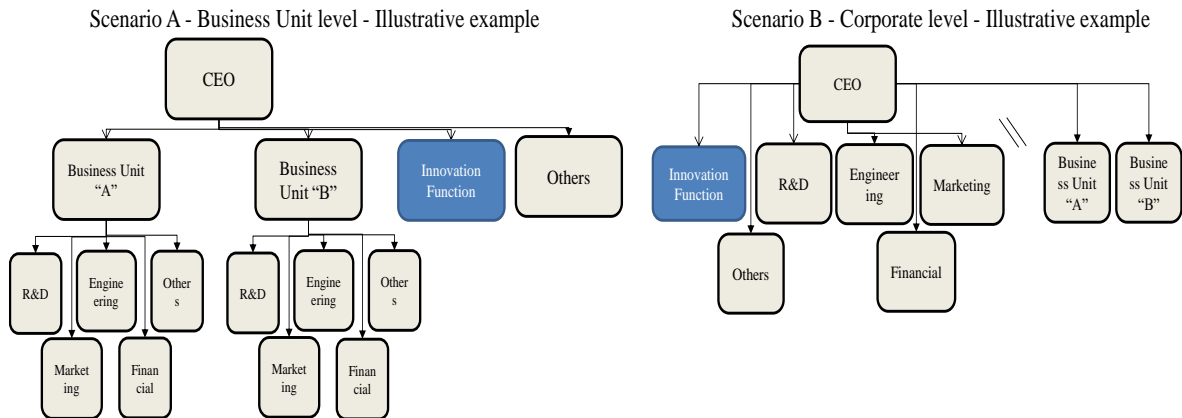 Scenario A - Business Unit level - Illustrative example
CEO
Business Unit
“A”
Business
Unit “B”
Innovation
Function
Others
R&D
Engine
ering
Other
s
Market
ing
Finan
cial
R&D
Engine
ering
Other
s
Market
ing
Finan
cial
Scenario B - Corporate level - Illustrative example
CEO
Innovation
Function
R&D
Engineer
ing
Marketing
Busine
ss Unit
“A”
Busine
ss Unit
“B”
Others
Financial